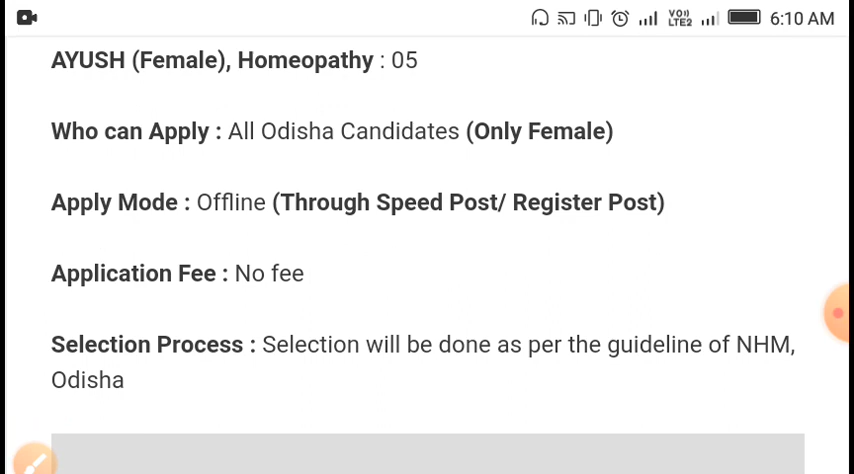 VO)) LTE2 6:10 AM
AYUSH (Female), Homeopathy : 05
Who can Apply : All Odisha Candidates (Only Female)
Apply Mode : Offline (Through Speed Post/ Register Post)
Application Fee : No fee
Selection Process : Selection will be done as per the guideline of NHM,
Odisha